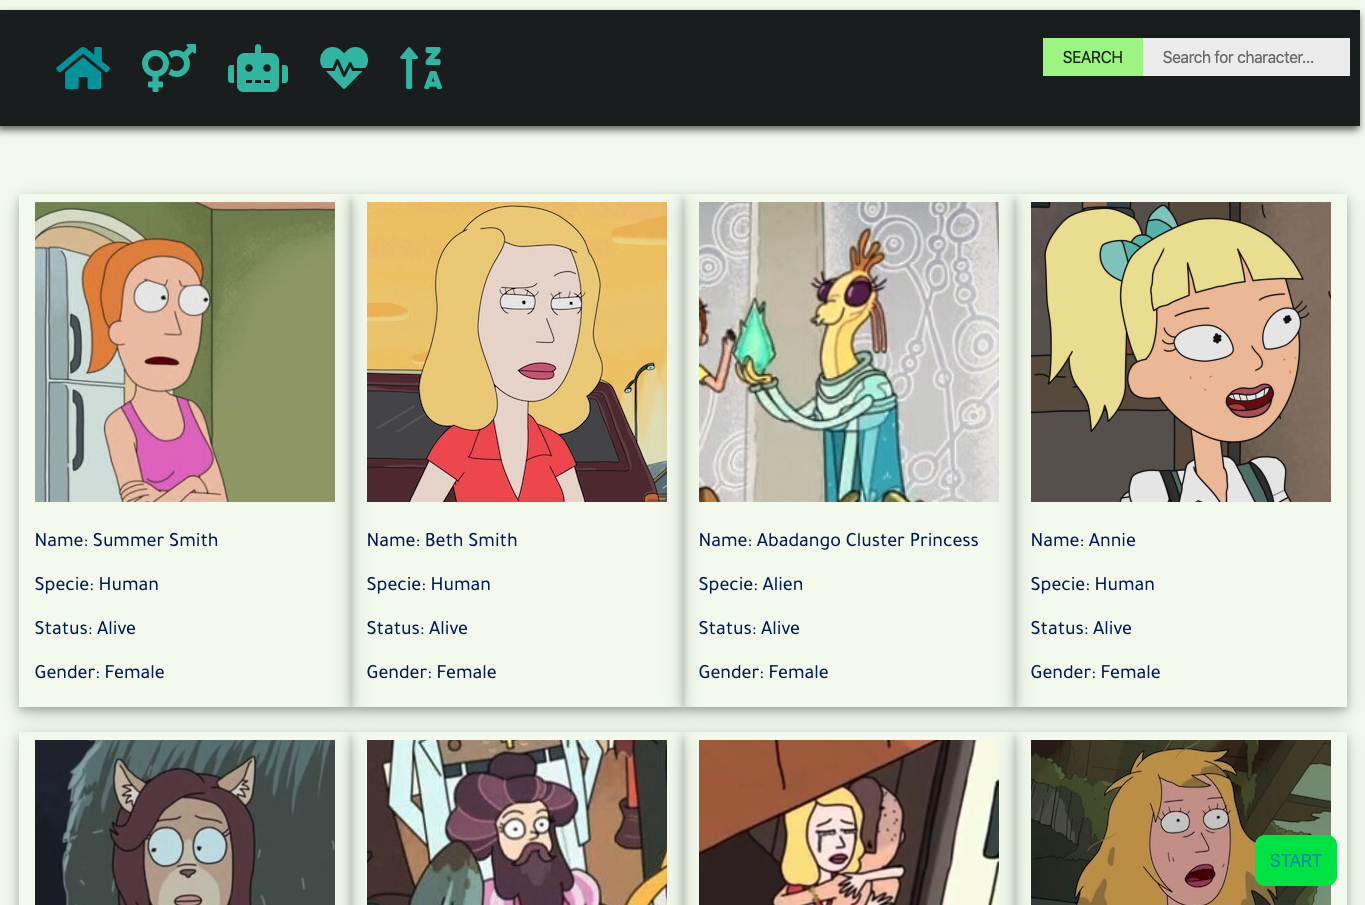 Z
A
SEARCH
Search for character...
Name: Summer Smith
Specie: Human
Status: Alive
Gender: Female
Name: Beth Smith
Specie: Human
Status: Alive
Gender: Female
Name: Abadango Cluster Princess
Specie: Alien
Status: Alive
Gender: Female
Name: Annie
Specie: Human
Status: Alive
Gender: Female
START